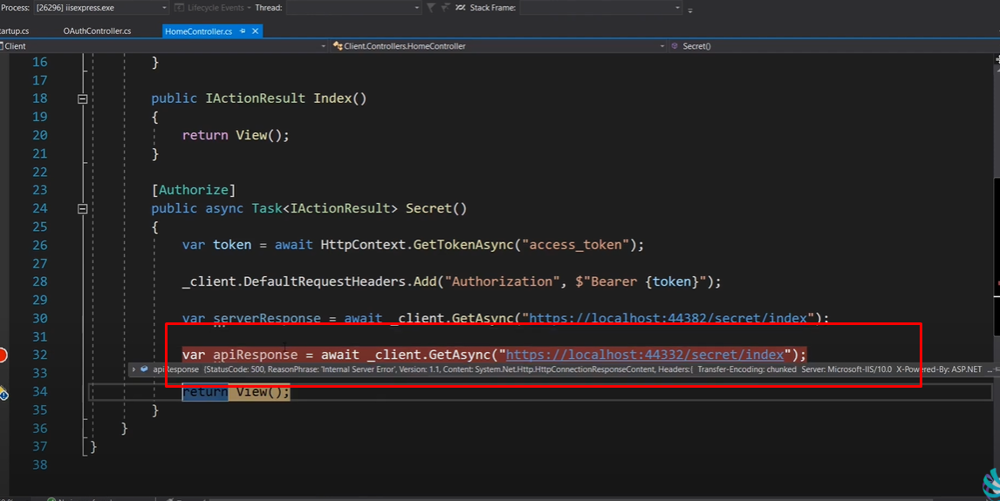 Process: [26296] iisexpress.exe Lifecycle Events Thread: Stack Frame:
tartup.cs OAuthController.cs HomeController.cs
Client Client.Controllers.HomeController Secret()
16 }
17
18 public IActionResult Index()
19 {
20 return View();
21 }
22
23 [Authorize]
24 public async Task<IActionResult> Secret()
25 {
26 var token = await HttpContext.GetTokenAsync("access_token");
27
28 _client.DefaultRequestHeaders.Add("Authorization", $"Bearer {token}");
29
30 var serverResponse = await _client.GetAsync("https://localhost:44382/secret/index");
31
32 var apiResponse = await _client.GetAsync("https://localhost:44332/secret/index");
33 apiResponse {StatusCode: 500, ReasonPhrase: 'Internal Server Error', Version: 1.1, Content: System.Net.Http.HttpConnectionResponseContent, Headers:{ Transfer-Encoding: chunked Server: Microsoft-IIS/10.0 X-Powered-By: ASP.NET ...
34 return View();
35 }
36 }
37 }
38